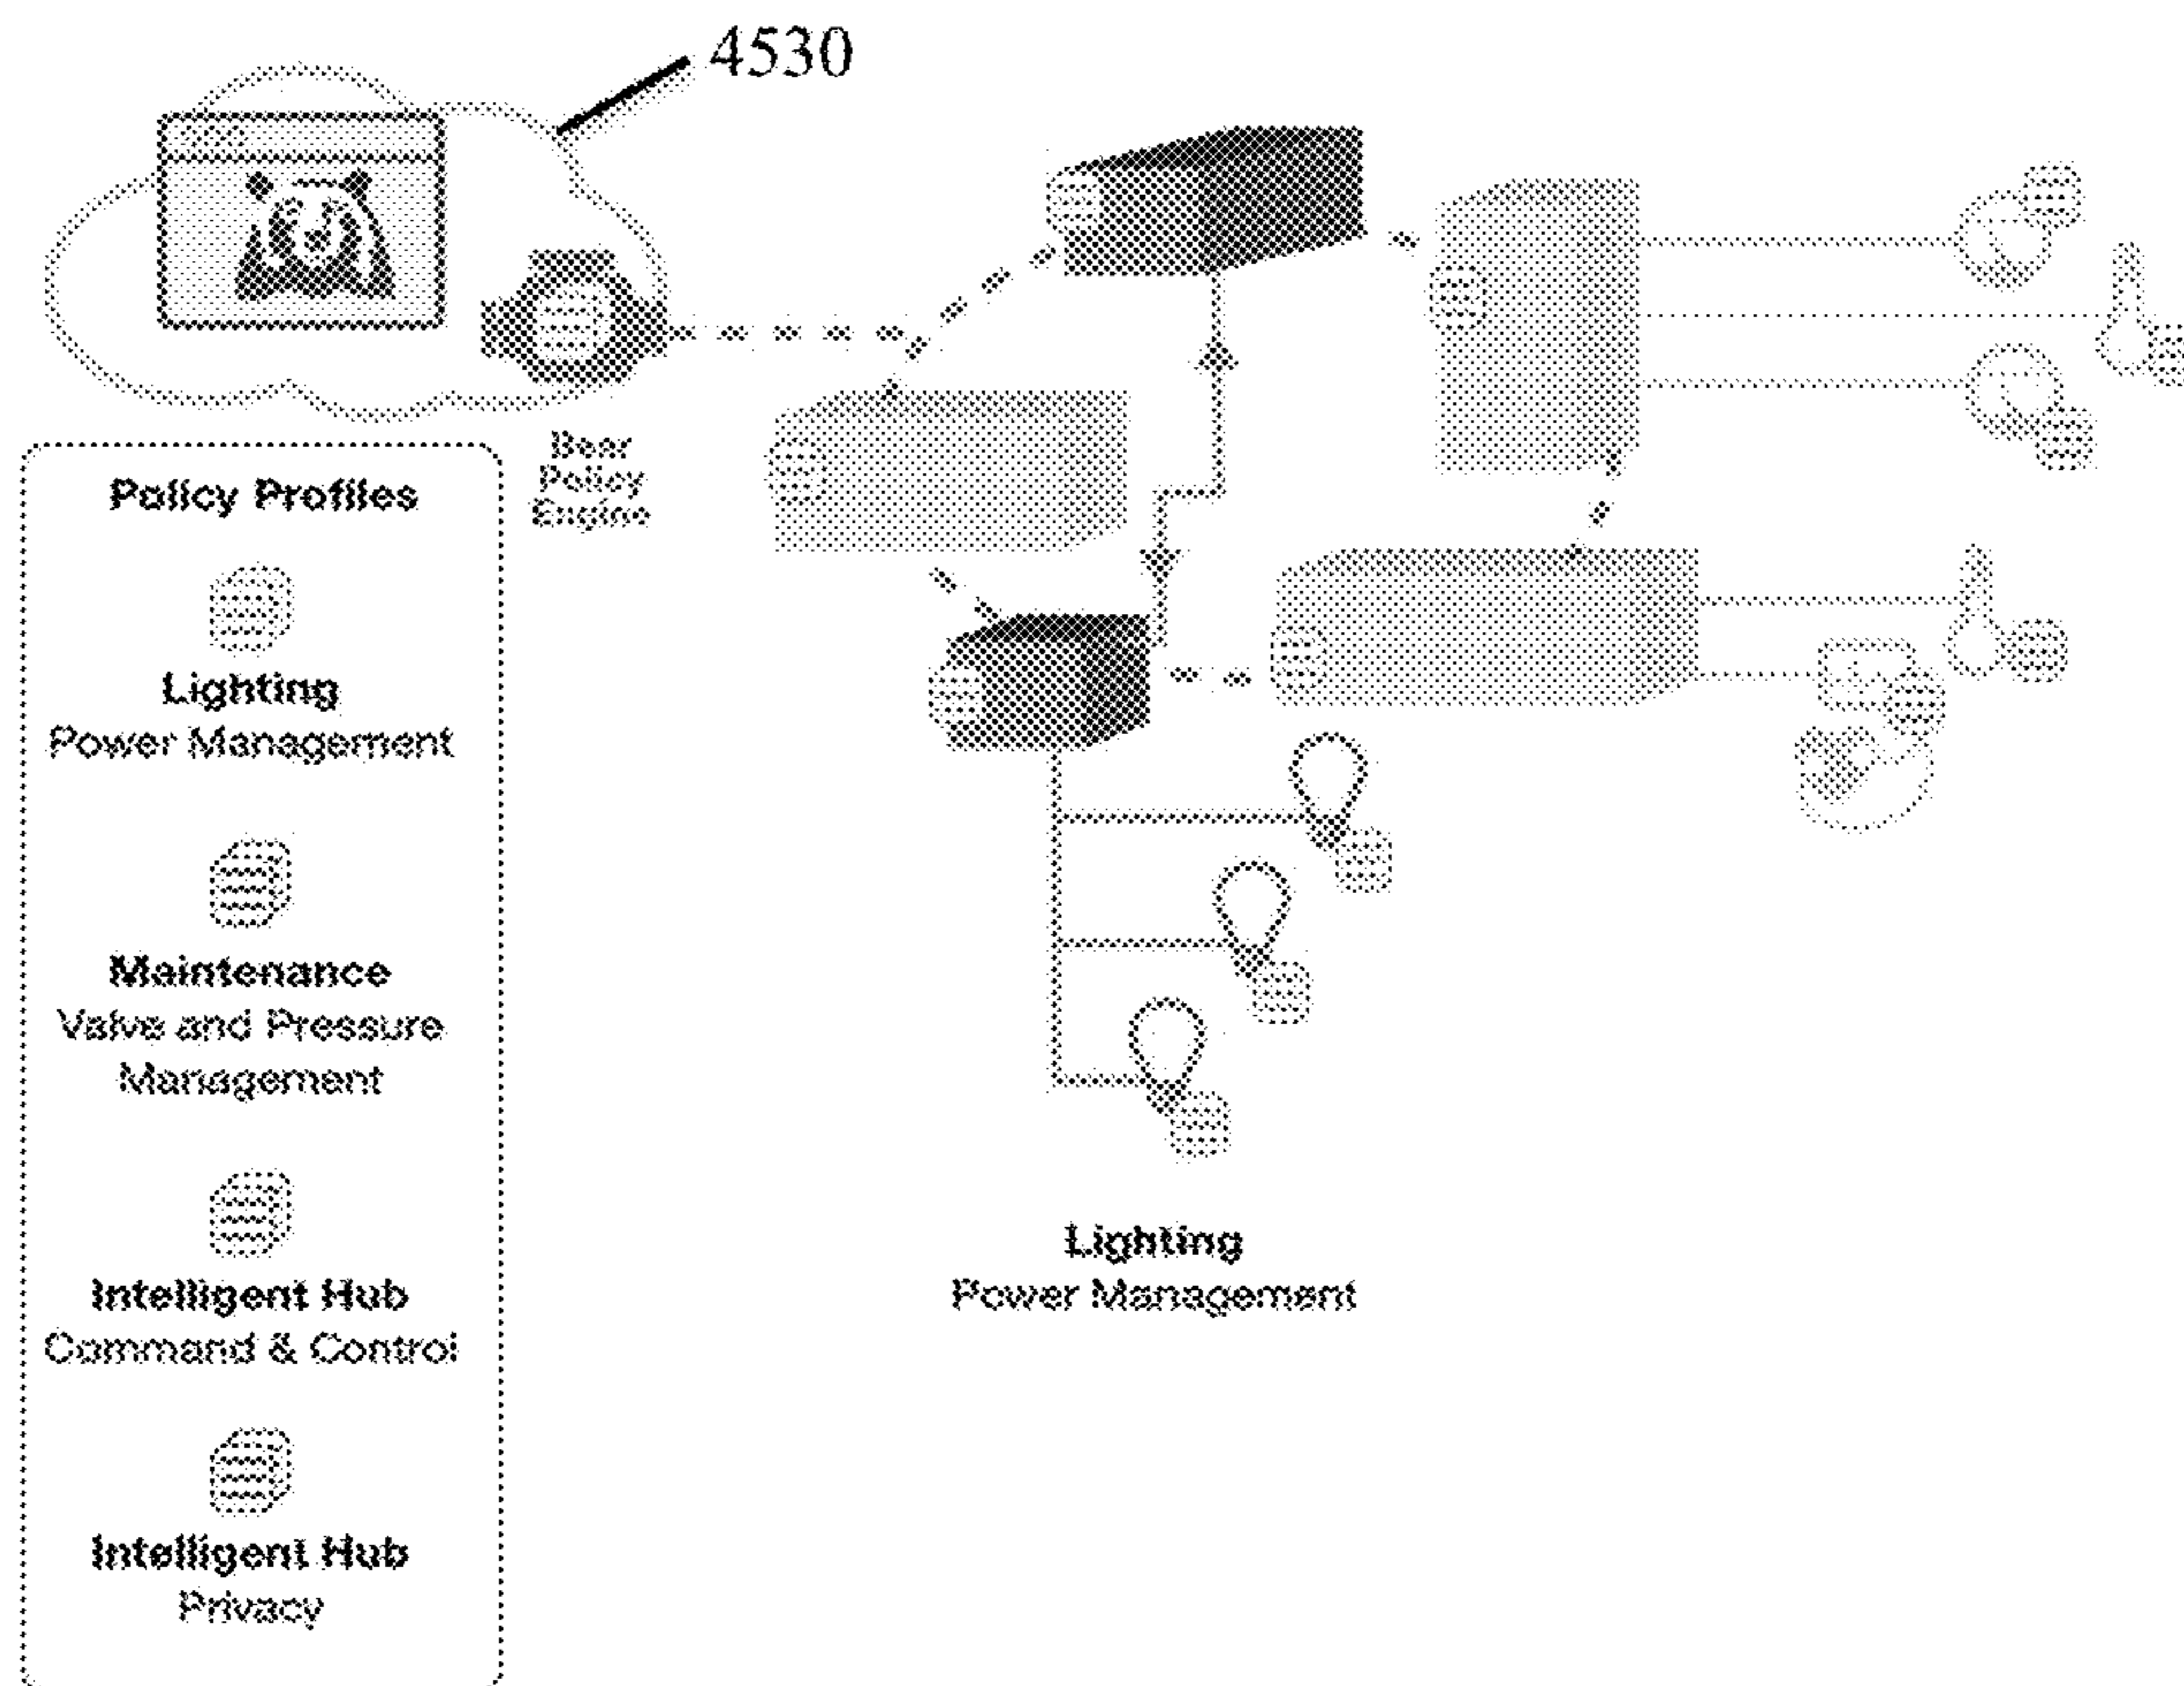 4530
Bear
Policy
Engine
Policy Profiles
Lighting
Power Management
Maintenance
Valve and Pressure
Management
Intelligent Hub
Command & Control
Intelligent Hub
Privacy
Lighting
Power Management